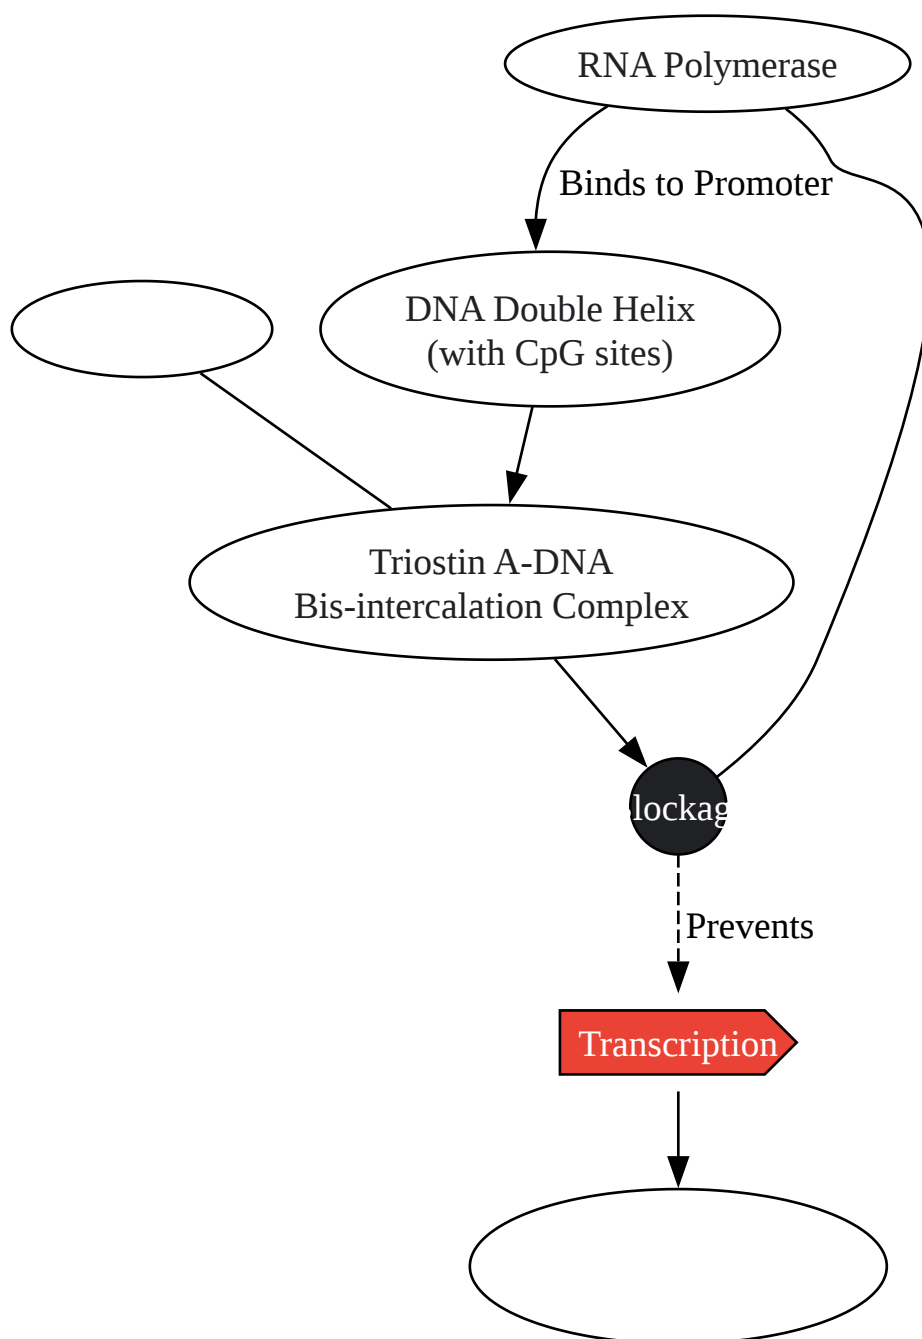 RNA Polymerase
Binds to Promoter
DNA Double Helix
(with CpG sites)
Triostin A-DNA
Bis-intercalation Complex
lockag
Prevents
Transcription